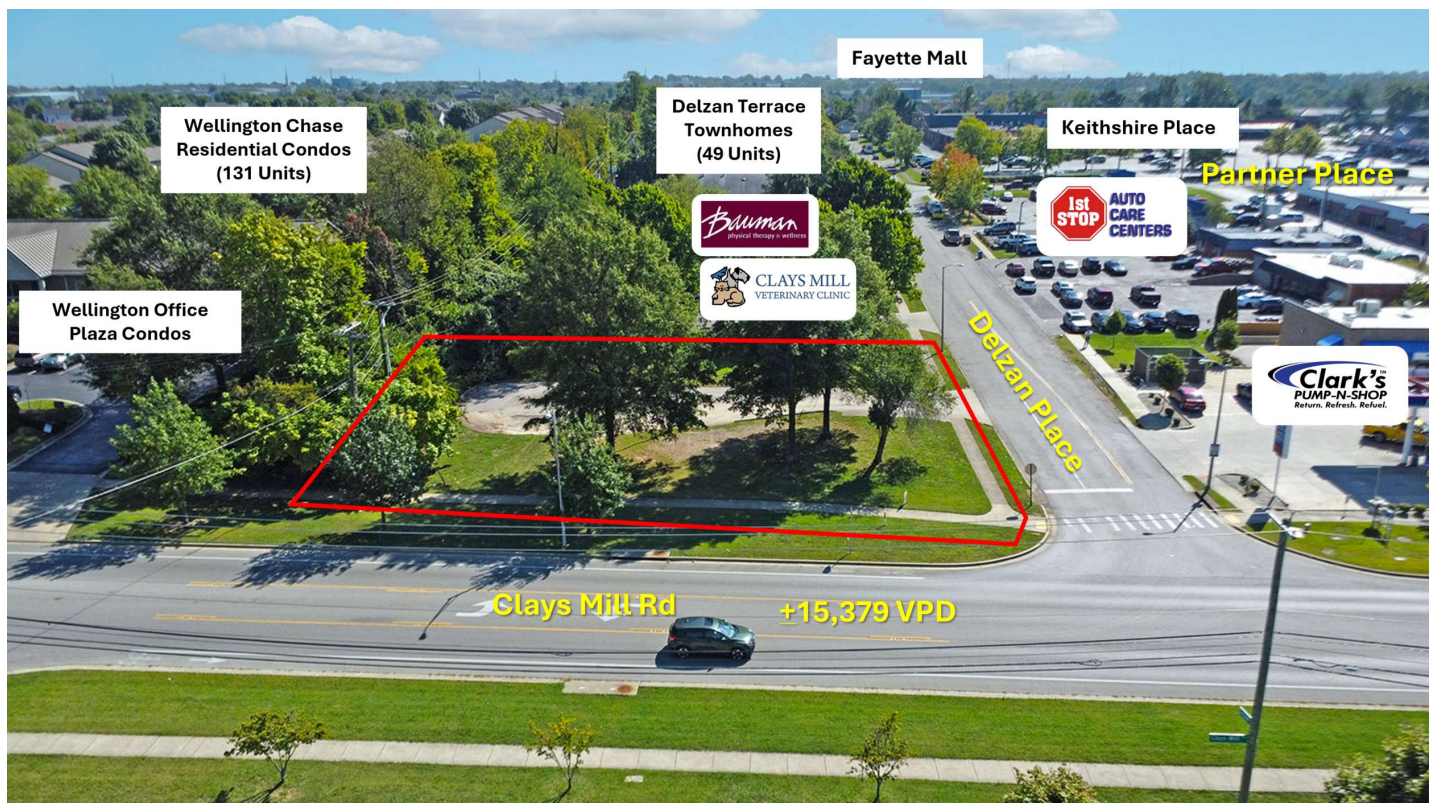 Fayette Mall
Delzan Terrace
Townhomes
(49 Units)
Wellington Chase
Residential Condos
(131 Units)
Keithshire Place
Partner Place
1st
STOP
AUTO
CARE
CENTERS
Bauman
physical therapy & wellness
CLAYS MILL
VETERINARY CLINIC
Wellington Office
Plaza Condos
Delzan Place
Clark's
PUMP-N-SHOP
Return. Refresh. Refuel.
Clays Mill Rd
+15,379 VPD
Clays Mill